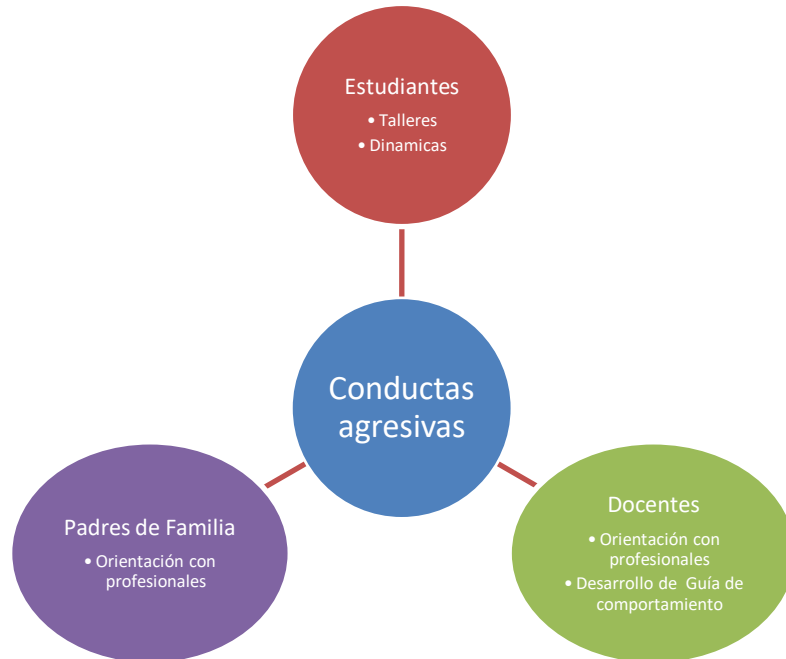 Estudiantes
• Talleres
• Dinamicas
Conductas
agresivas
Padres de Familia
• Orientación con
profesionales
Docentes
• Orientación con
profesionales
• Desarrollo de Guía de
comportamiento